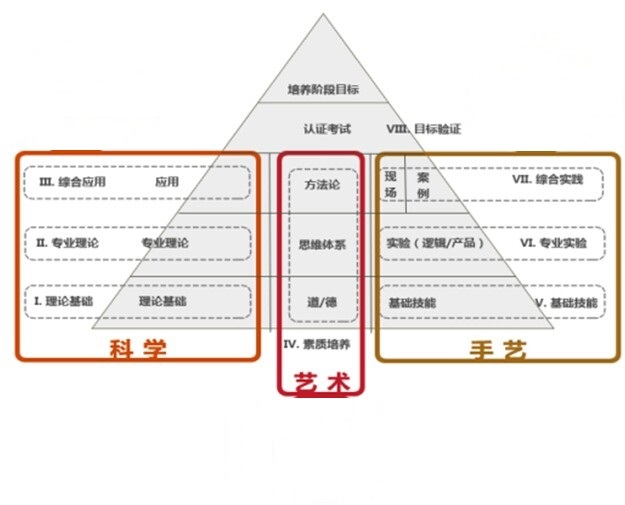 培养阶段目标
认证考试
VIII. 目标验证
III. 综合应用
应用
方法论
现场
案例
VII. 综合实践
II. 专业理论
专业理论
思维体系
实验（逻辑/产品）
VI. 专业实验
I. 理论基础
理论基础
道/德
基础技能
V. 基础技能
IV. 素质培养
科学
艺术
手艺